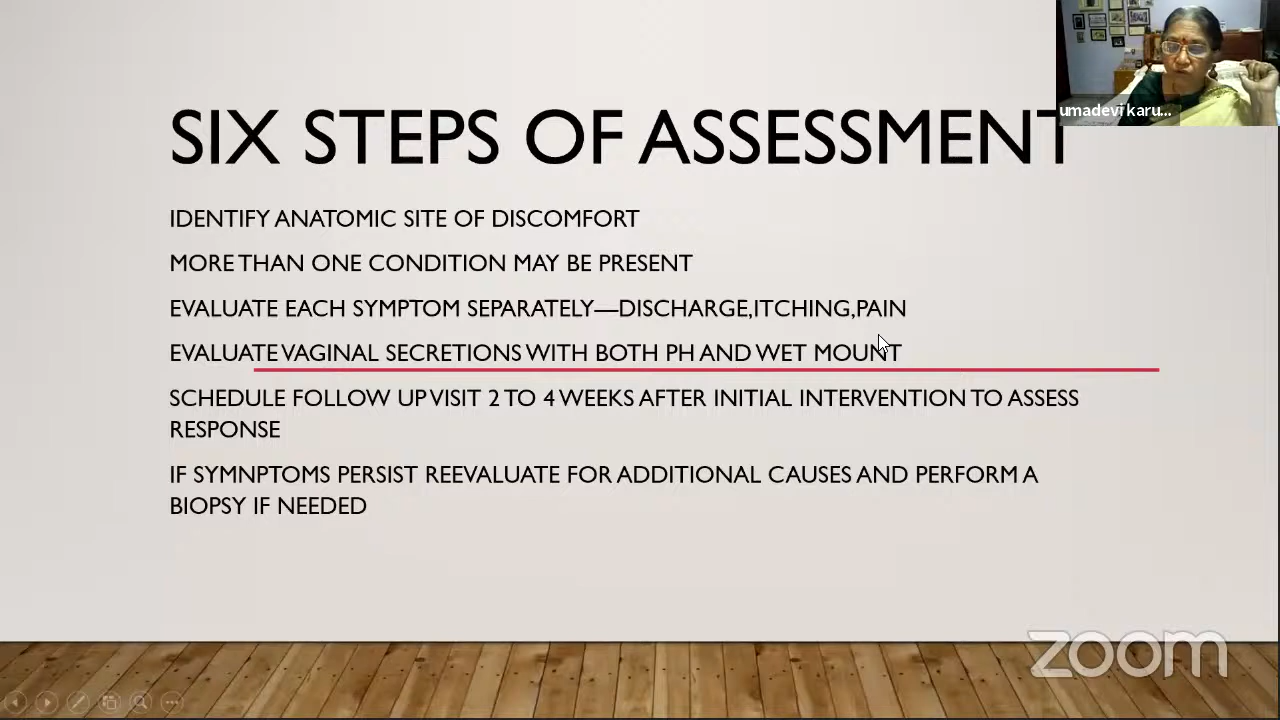 umadevi karu...
SIX STEPS OF ASSESSMENT
IDENTIFY ANATOMIC SITE OF DISCOMFORT
MORE THAN ONE CONDITION MAY BE PRESENT
EVALUATE EACH SYMPTOM SEPARATELY—DISCHARGE,ITCHING,PAIN
EVALUATE VAGINAL SECRETIONS WITH BOTH PH AND WET MOUNT
SCHEDULE FOLLOW UP VISIT 2 TO 4 WEEKS AFTER INITIAL INTERVENTION TO ASSESS
RESPONSE
IF SYMNPTOMS PERSIST REEVALUATE FOR ADDITIONAL CAUSES AND PERFORM A
BIOPSY IF NEEDED
zoom